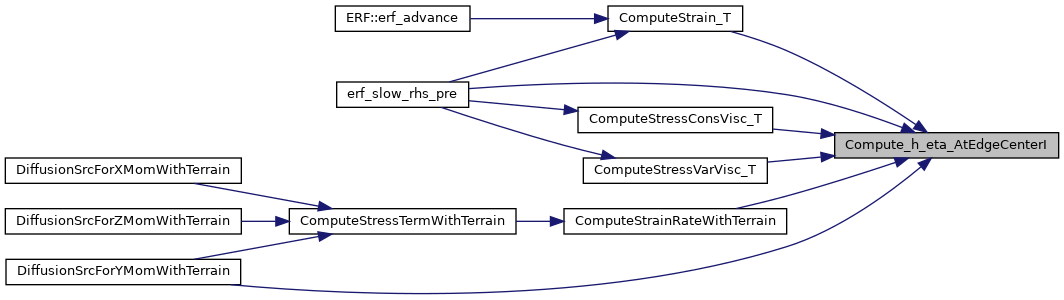 ERF::erf_advance
ComputeStrain_T
erf_slow_rhs_pre
ComputeStressConsVisc_T
Compute_h_eta_AtEdgeCenterI
ComputeStressVarVisc_T
DiffusionSrcForXMomWithTerrain
DiffusionSrcForZMomWithTerrain
ComputeStressTermWithTerrain
ComputeStrainRateWithTerrain
DiffusionSrcForYMomWithTerrain